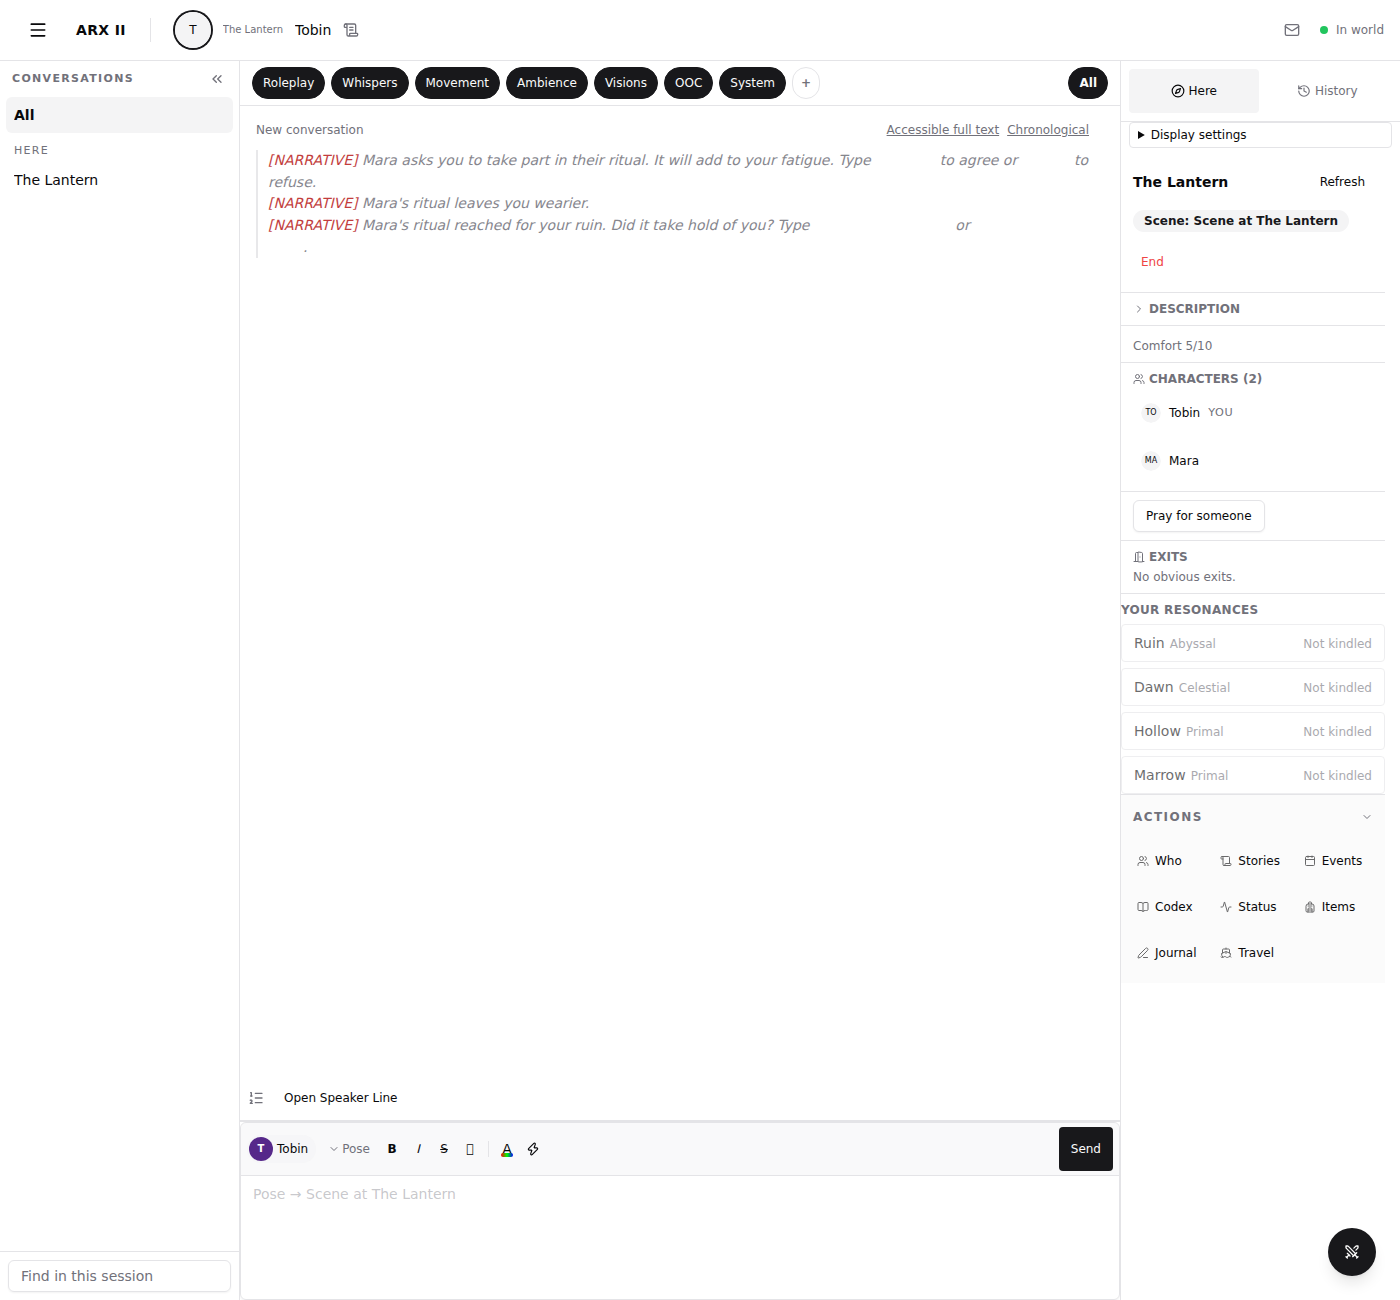 ARX II
T
The Lantern
Tobin
In world
CONVERSATIONS
All
HERE
The Lantern
Find in this session
Roleplay
Whispers
Movement
Ambience
Visions
OOC
System
+
All
New conversation
Accessible full text
Chronological
[NARRATIVE] Mara asks you to take part in their ritual. It will add to your fatigue. Type to agree or to
refuse.
[NARRATIVE] Mara's ritual leaves you wearier.
[NARRATIVE] Mara's ritual reached for your ruin. Did it take hold of you? Type or
.
Open Speaker Line
T
Tobin
Pose
B
I
S
A
Send
Pose → Scene at The Lantern
Here
History
Display settings
The Lantern
Refresh
Scene: Scene at The Lantern
End
DESCRIPTION
Comfort 5/10
CHARACTERS (2)
TO
Tobin YOU
MA
Mara
Pray for someone
EXITS
No obvious exits.
YOUR RESONANCES
Ruin Abyssal Not kindled
Dawn Celestial Not kindled
Hollow Primal Not kindled
Marrow Primal Not kindled
ACTIONS
Who
Stories
Events
Codex
Status
Items
Journal
Travel